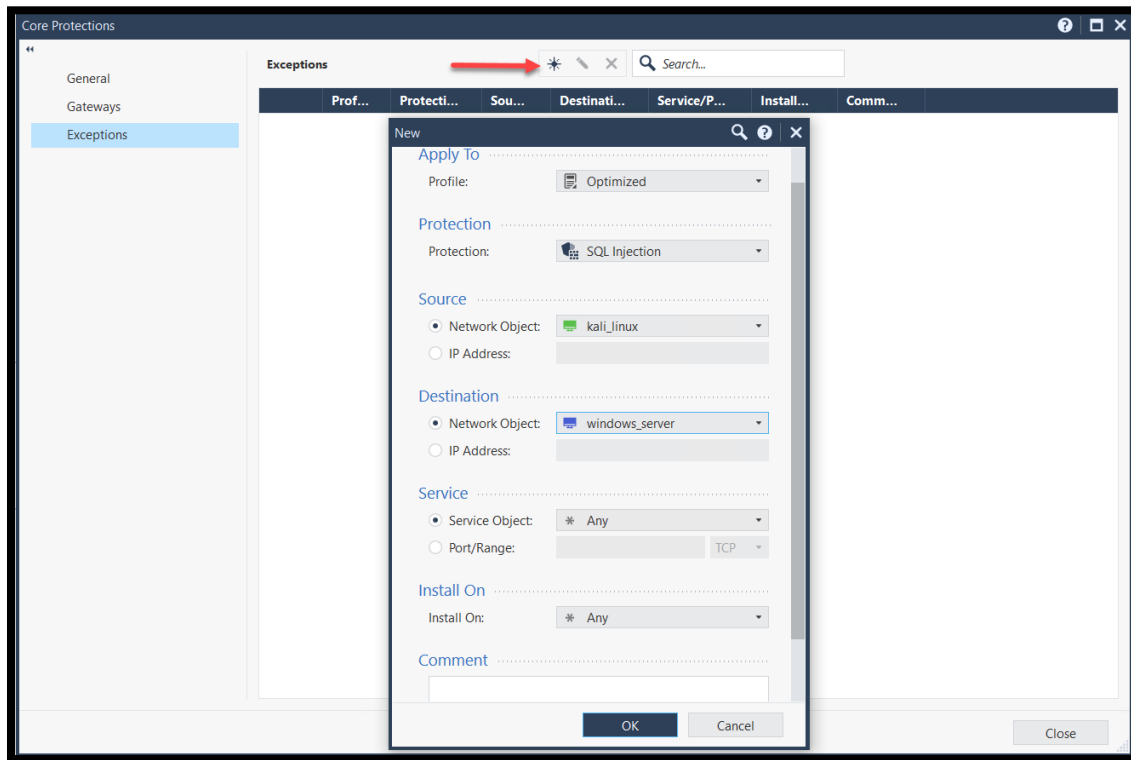 Core Protections
General
Gateways
Exceptions
Exceptions
Search...
Prof... Protecti... Sou... Destinati... Service/P... Install... Comm...
New
Apply To
Profile: Optimized
Protection
Protection: SQL Injection
Source
Network Object: kali_linux
IP Address:
Destination
Network Object: windows_server
IP Address:
Service
Service Object: Any
Port/Range: TCP
Install On
Install On: Any
Comment
OK Cancel
Close